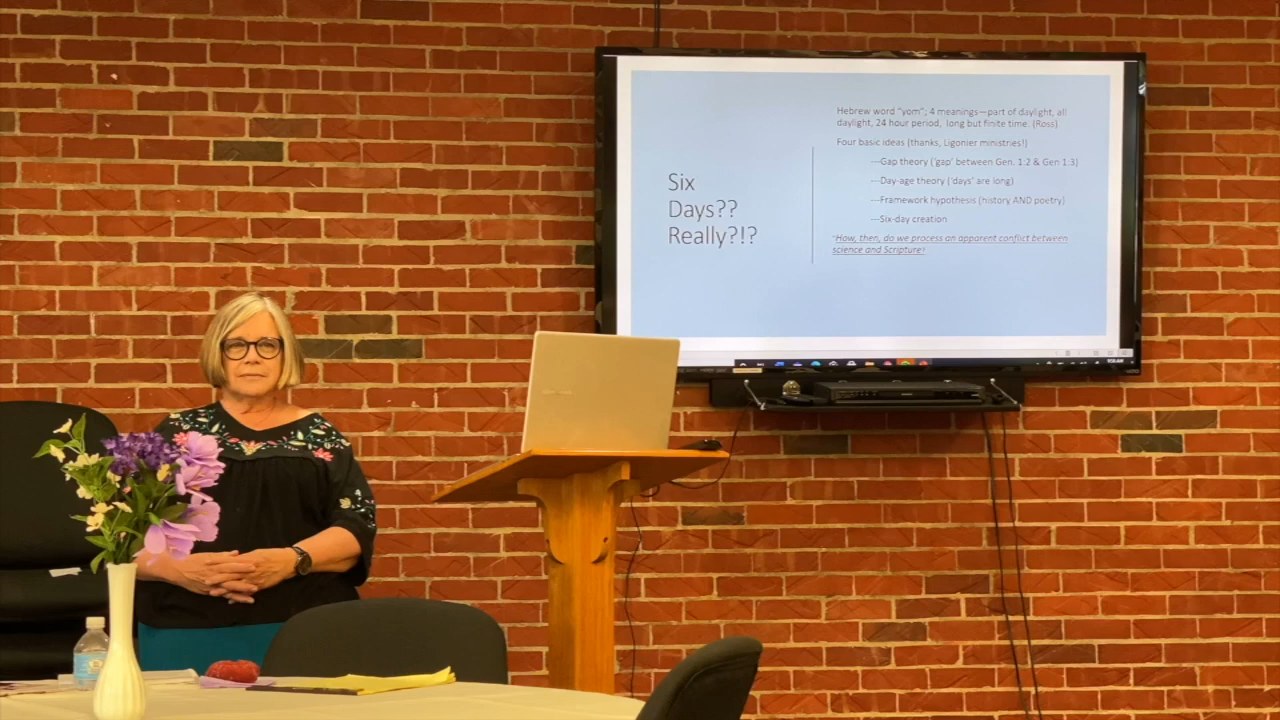 Six
Days??
Really?!?
Hebrew word "yom"; 4 meanings—part of daylight, all
daylight, 24 hour period, long but finite time. (Ross)
Four basic ideas (thanks, Ligonier ministries!)
---Gap theory ('gap' between Gen. 1:2 & Gen 1:3)
---Day-age theory ('days' are long)
---Framework hypothesis (history AND poetry)
---Six-day creation
*How, then, do we process an apparent conflict between
science and Scripture?